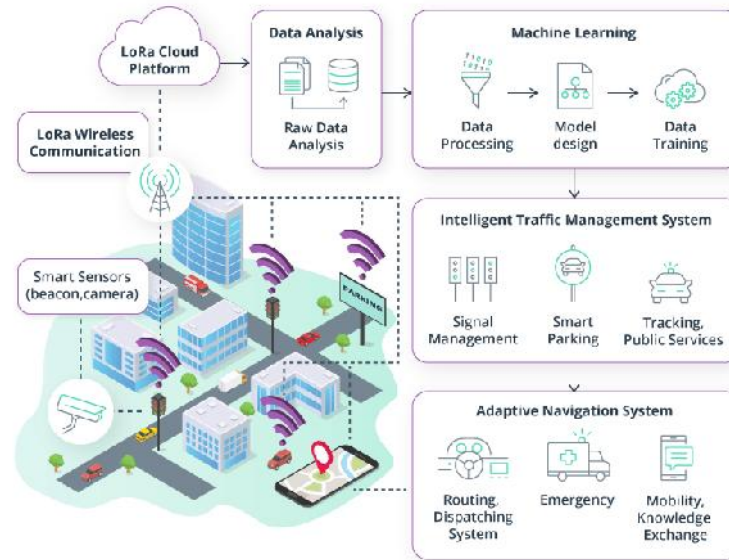 LoRa Cloud
Platform
Data Analysis
Raw Data
Analysis
Machine Learning
11010
10110
Data
Processing
Model
design
Data
Training
LoRa Wireless
Communication
Smart Sensors
(beacon,camera)
PARKING
Intelligent Traffic Management System
Signal
Management
Smart
Parking
Tracking,
Public Services
Adaptive Navigation System
Routing,
Dispatching
System
Emergency
Mobility,
Knowledge
Exchange